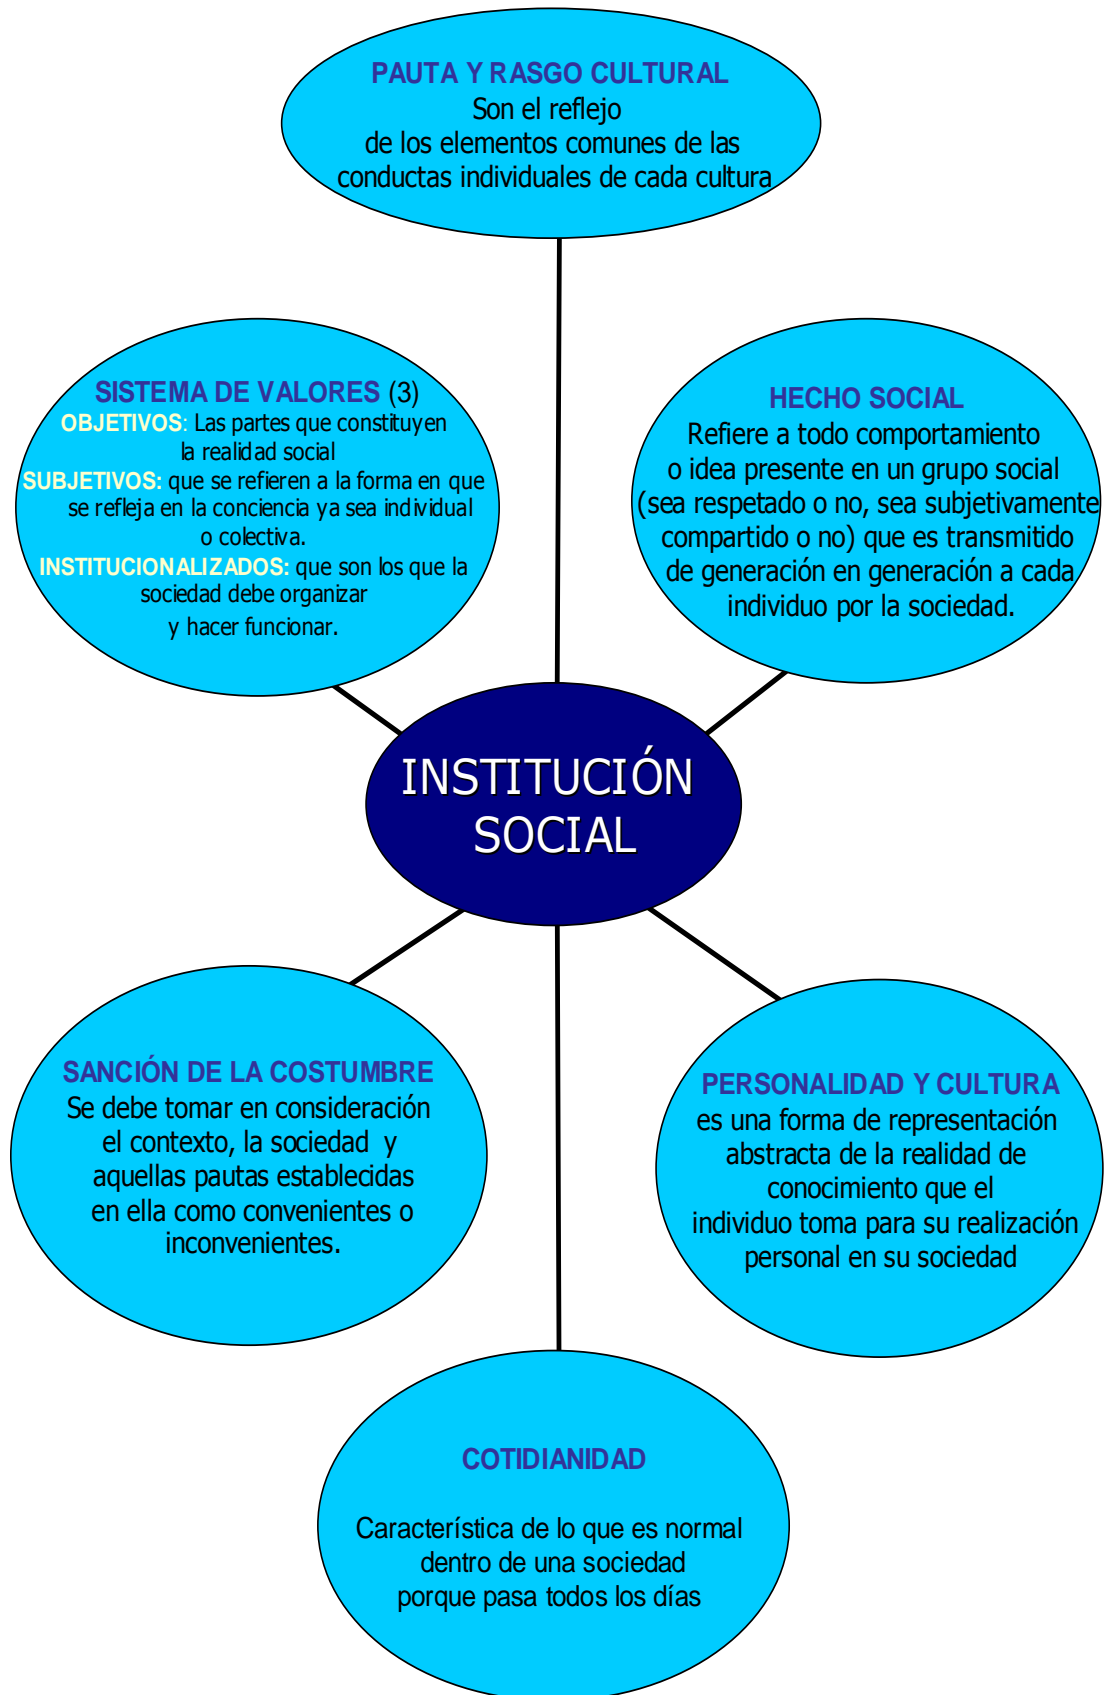 PAUTA Y RASGO CULTURAL
Son el reflejo
de los elementos comunes de las
conductas individuales de cada cultura
SISTEMA DE VALORES (3)
OBJETIVOS: Las partes que constituyen
la realidad social
SUBJETIVOS: que se refieren a la forma en que
se refleja en la conciencia ya sea individual
o colectiva.
INSTITUCIONALIZADOS: que son los que la
sociedad debe organizar
y hacer funcionar.
HECHO SOCIAL
Refiere a todo comportamiento
o idea presente en un grupo social
(sea respetado o no, sea subjetivamente
compartido o no) que es transmitido
de generación en generación a cada
individuo por la sociedad.
INSTITUCIÓN
SOCIAL
SANCIÓN DE LA COSTUMBRE
Se debe tomar en consideración
el contexto, la sociedad y
aquellas pautas establecidas
en ella como convenientes o
inconvenientes.
PERSONALIDAD Y CULTURA
es una forma de representación
abstracta de la realidad de
conocimiento que el
individuo toma para su realización
personal en su sociedad
COTIDIANIDAD
Característica de lo que es normal
dentro de una sociedad
porque pasa todos los días